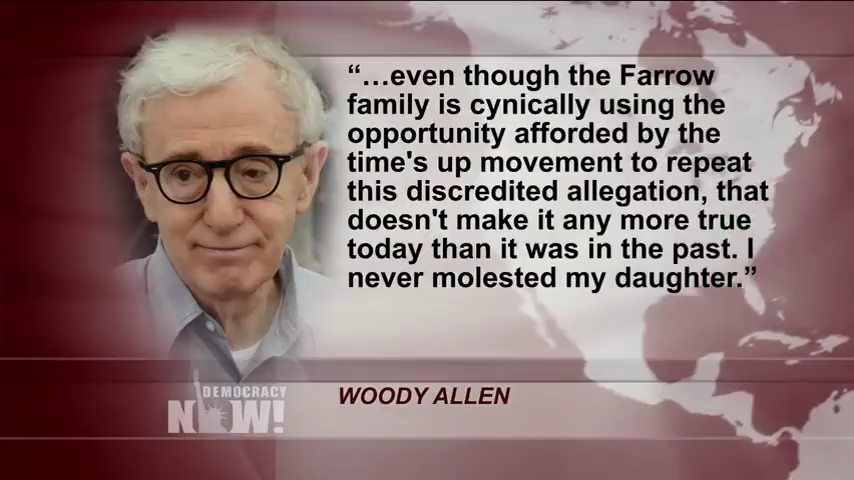 “…even though the Farrow
family is cynically using the
opportunity afforded by the
time's up movement to repeat
this discredited allegation, that
doesn't make it any more true
today than it was in the past. I
never molested my daughter.”
WOODY ALLEN
DEMOCRACY
NOW!